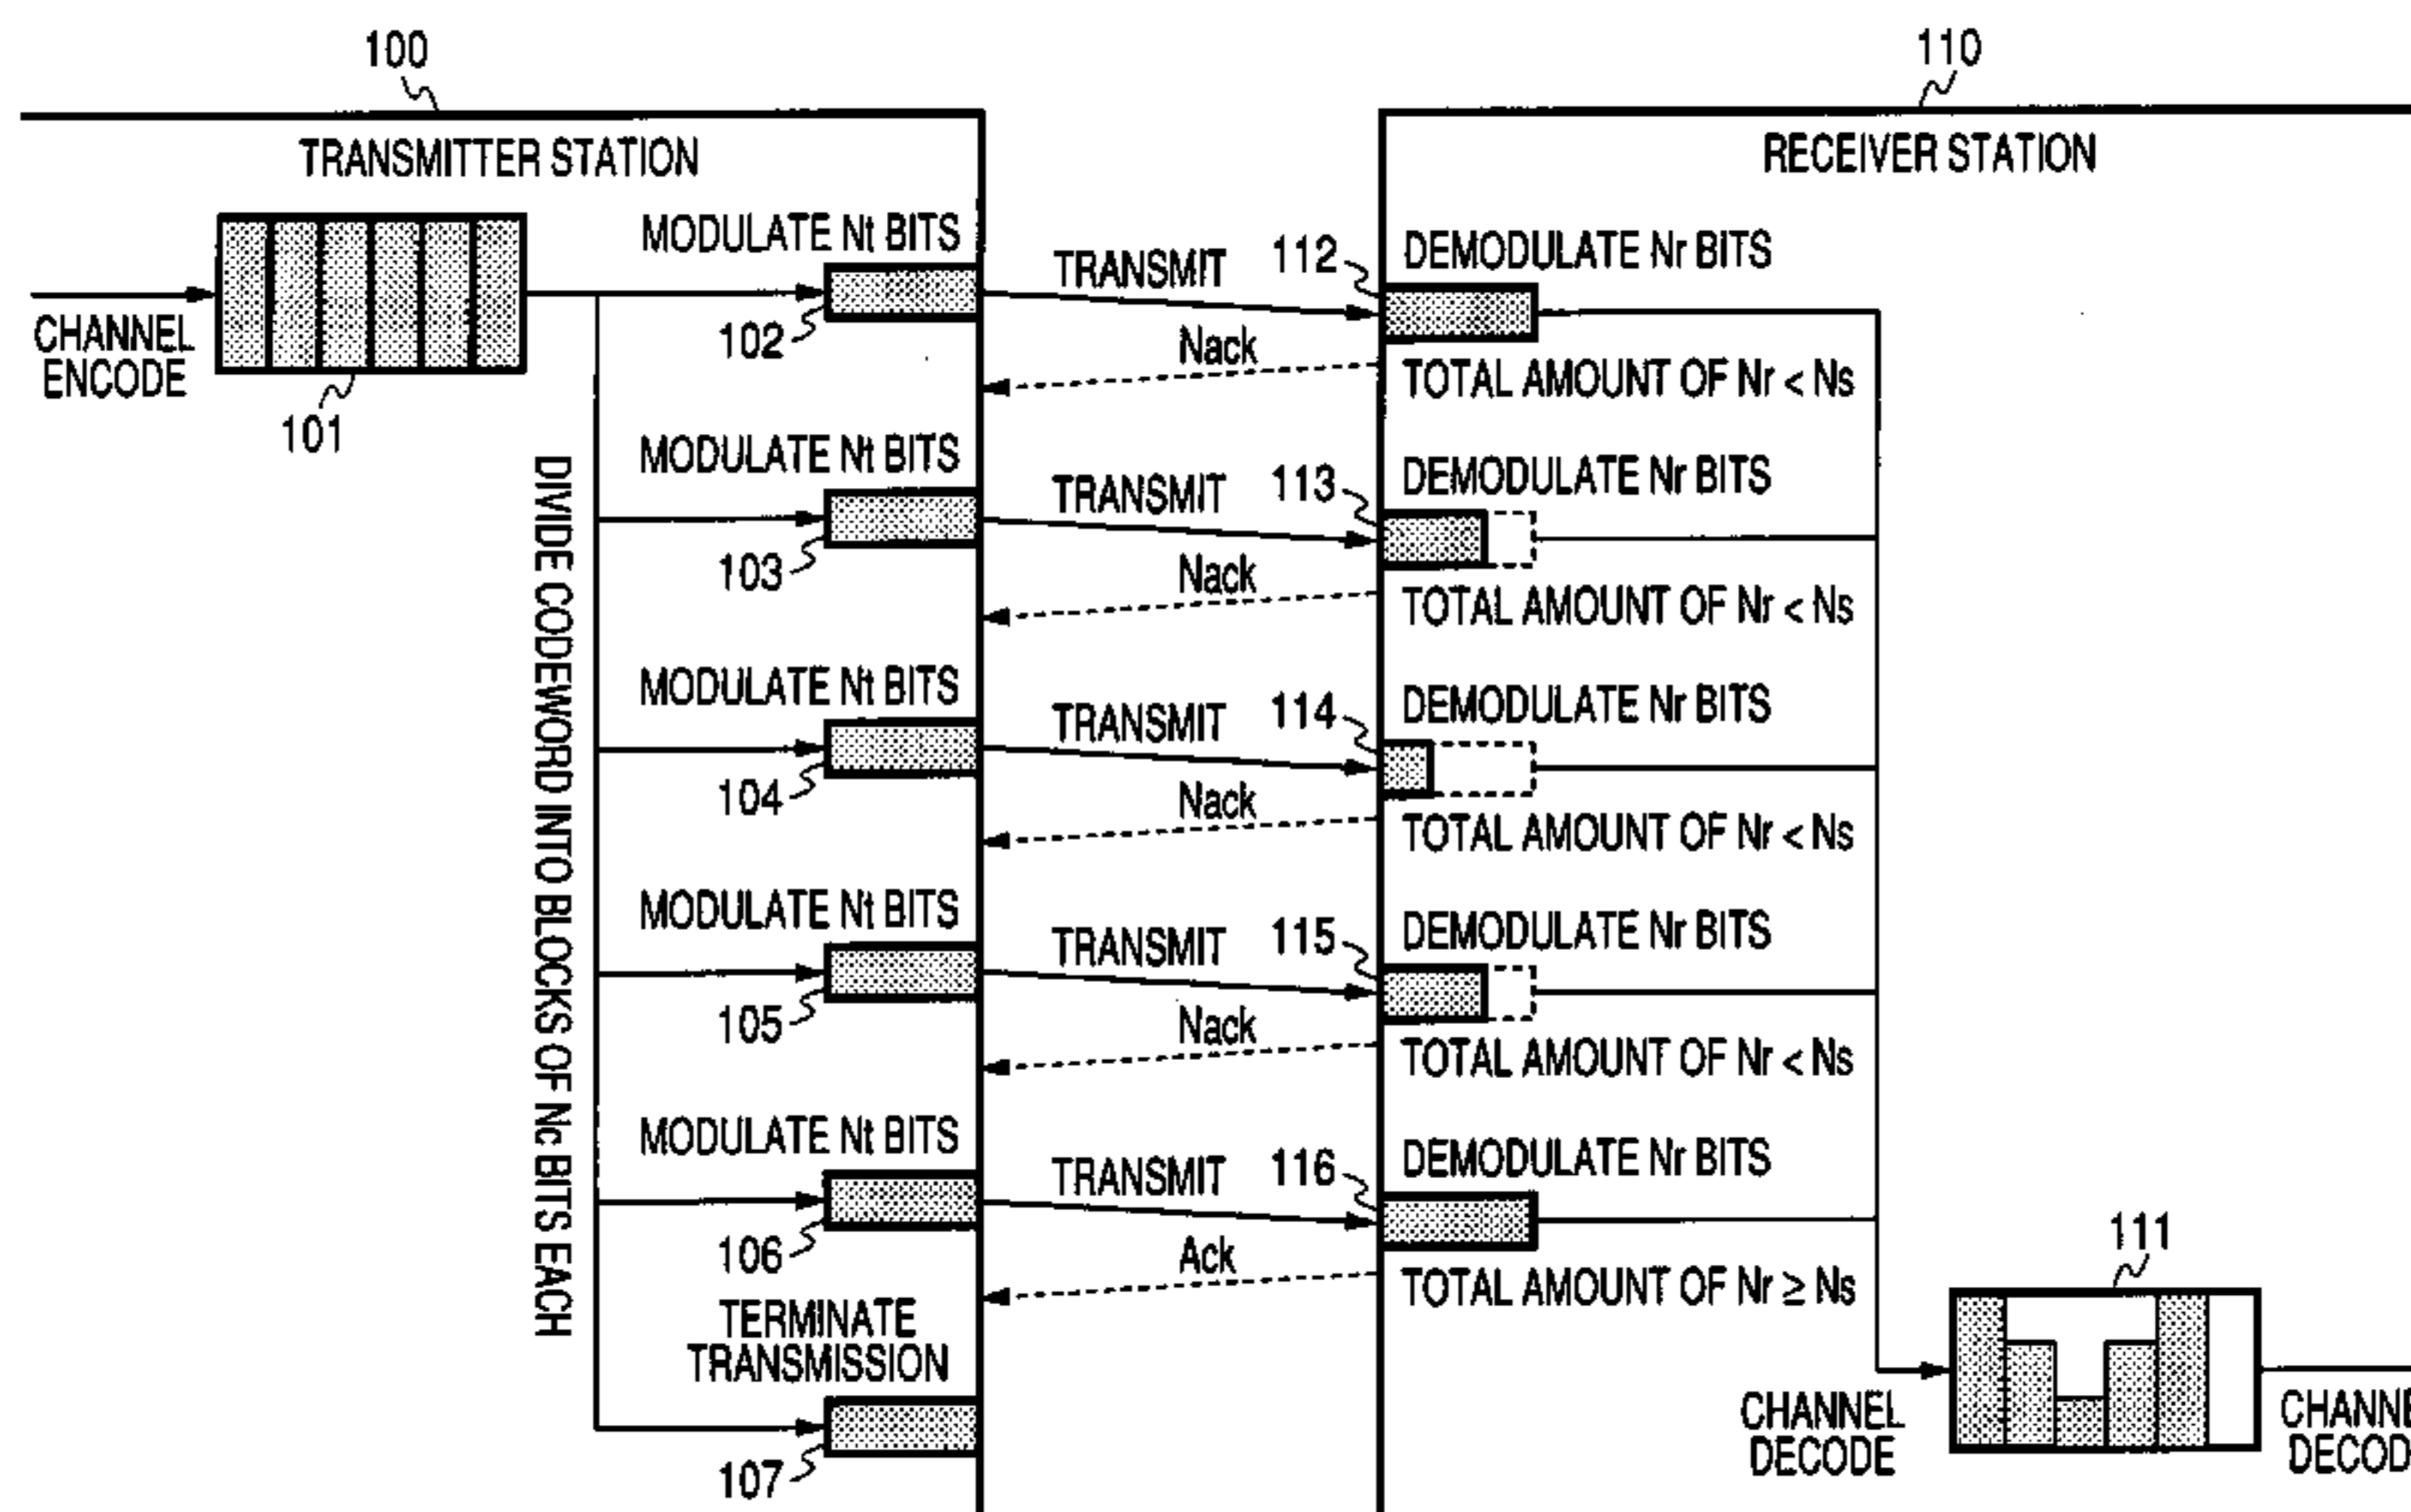 100
110
TRANSMITTER STATION
RECEIVER STATION
MODULATE Nt BITS
TRANSMIT
112
DEMODULATE Nr BITS
CHANNEL
ENCODE
101
102
Nack
TOTAL AMOUNT OF Nr < Ns
DIVIDE CODEWORD INTO BLOCKS OF Nc BITS EACH
MODULATE Nt BITS
103
TRANSMIT
113
DEMODULATE Nr BITS
Nack
TOTAL AMOUNT OF Nr < Ns
MODULATE Nt BITS
104
TRANSMIT
114
DEMODULATE Nr BITS
Nack
TOTAL AMOUNT OF Nr < Ns
MODULATE Nt BITS
105
TRANSMIT
115
DEMODULATE Nr BITS
Nack
TOTAL AMOUNT OF Nr < Ns
MODULATE Nt BITS
106
TRANSMIT
116
DEMODULATE Nr BITS
Ack
TOTAL AMOUNT OF Nr ≥ Ns
TERMINATE
TRANSMISSION
107
111
CHANNEL
DECODE
CHANNE
DECOD